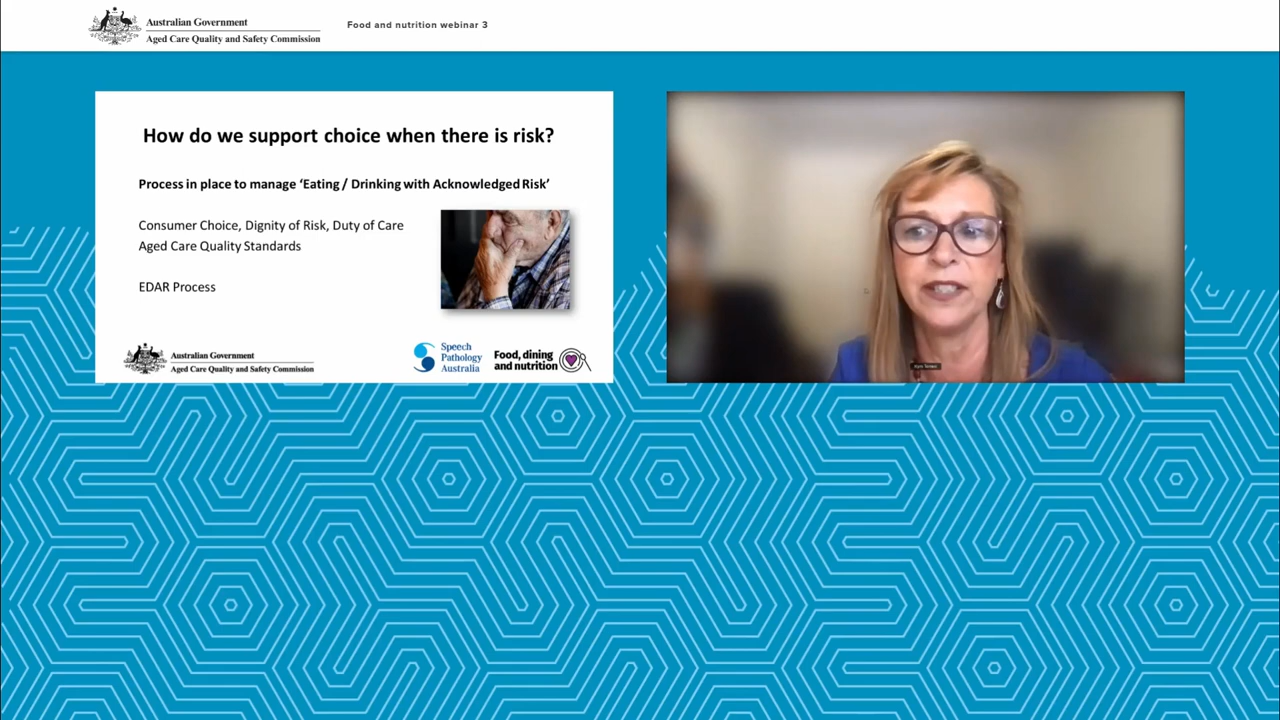 Australian Government
Aged Care Quality and Safety Commission
Food and nutrition webinar 3
How do we support choice when there is risk?
Process in place to manage ‘Eating / Drinking with Acknowledged Risk’
Consumer Choice, Dignity of Risk, Duty of Care
Aged Care Quality Standards
EDAR Process
Australian Government
Aged Care Quality and Safety Commission
Speech
Pathology
Australia
Food, dining
and nutrition